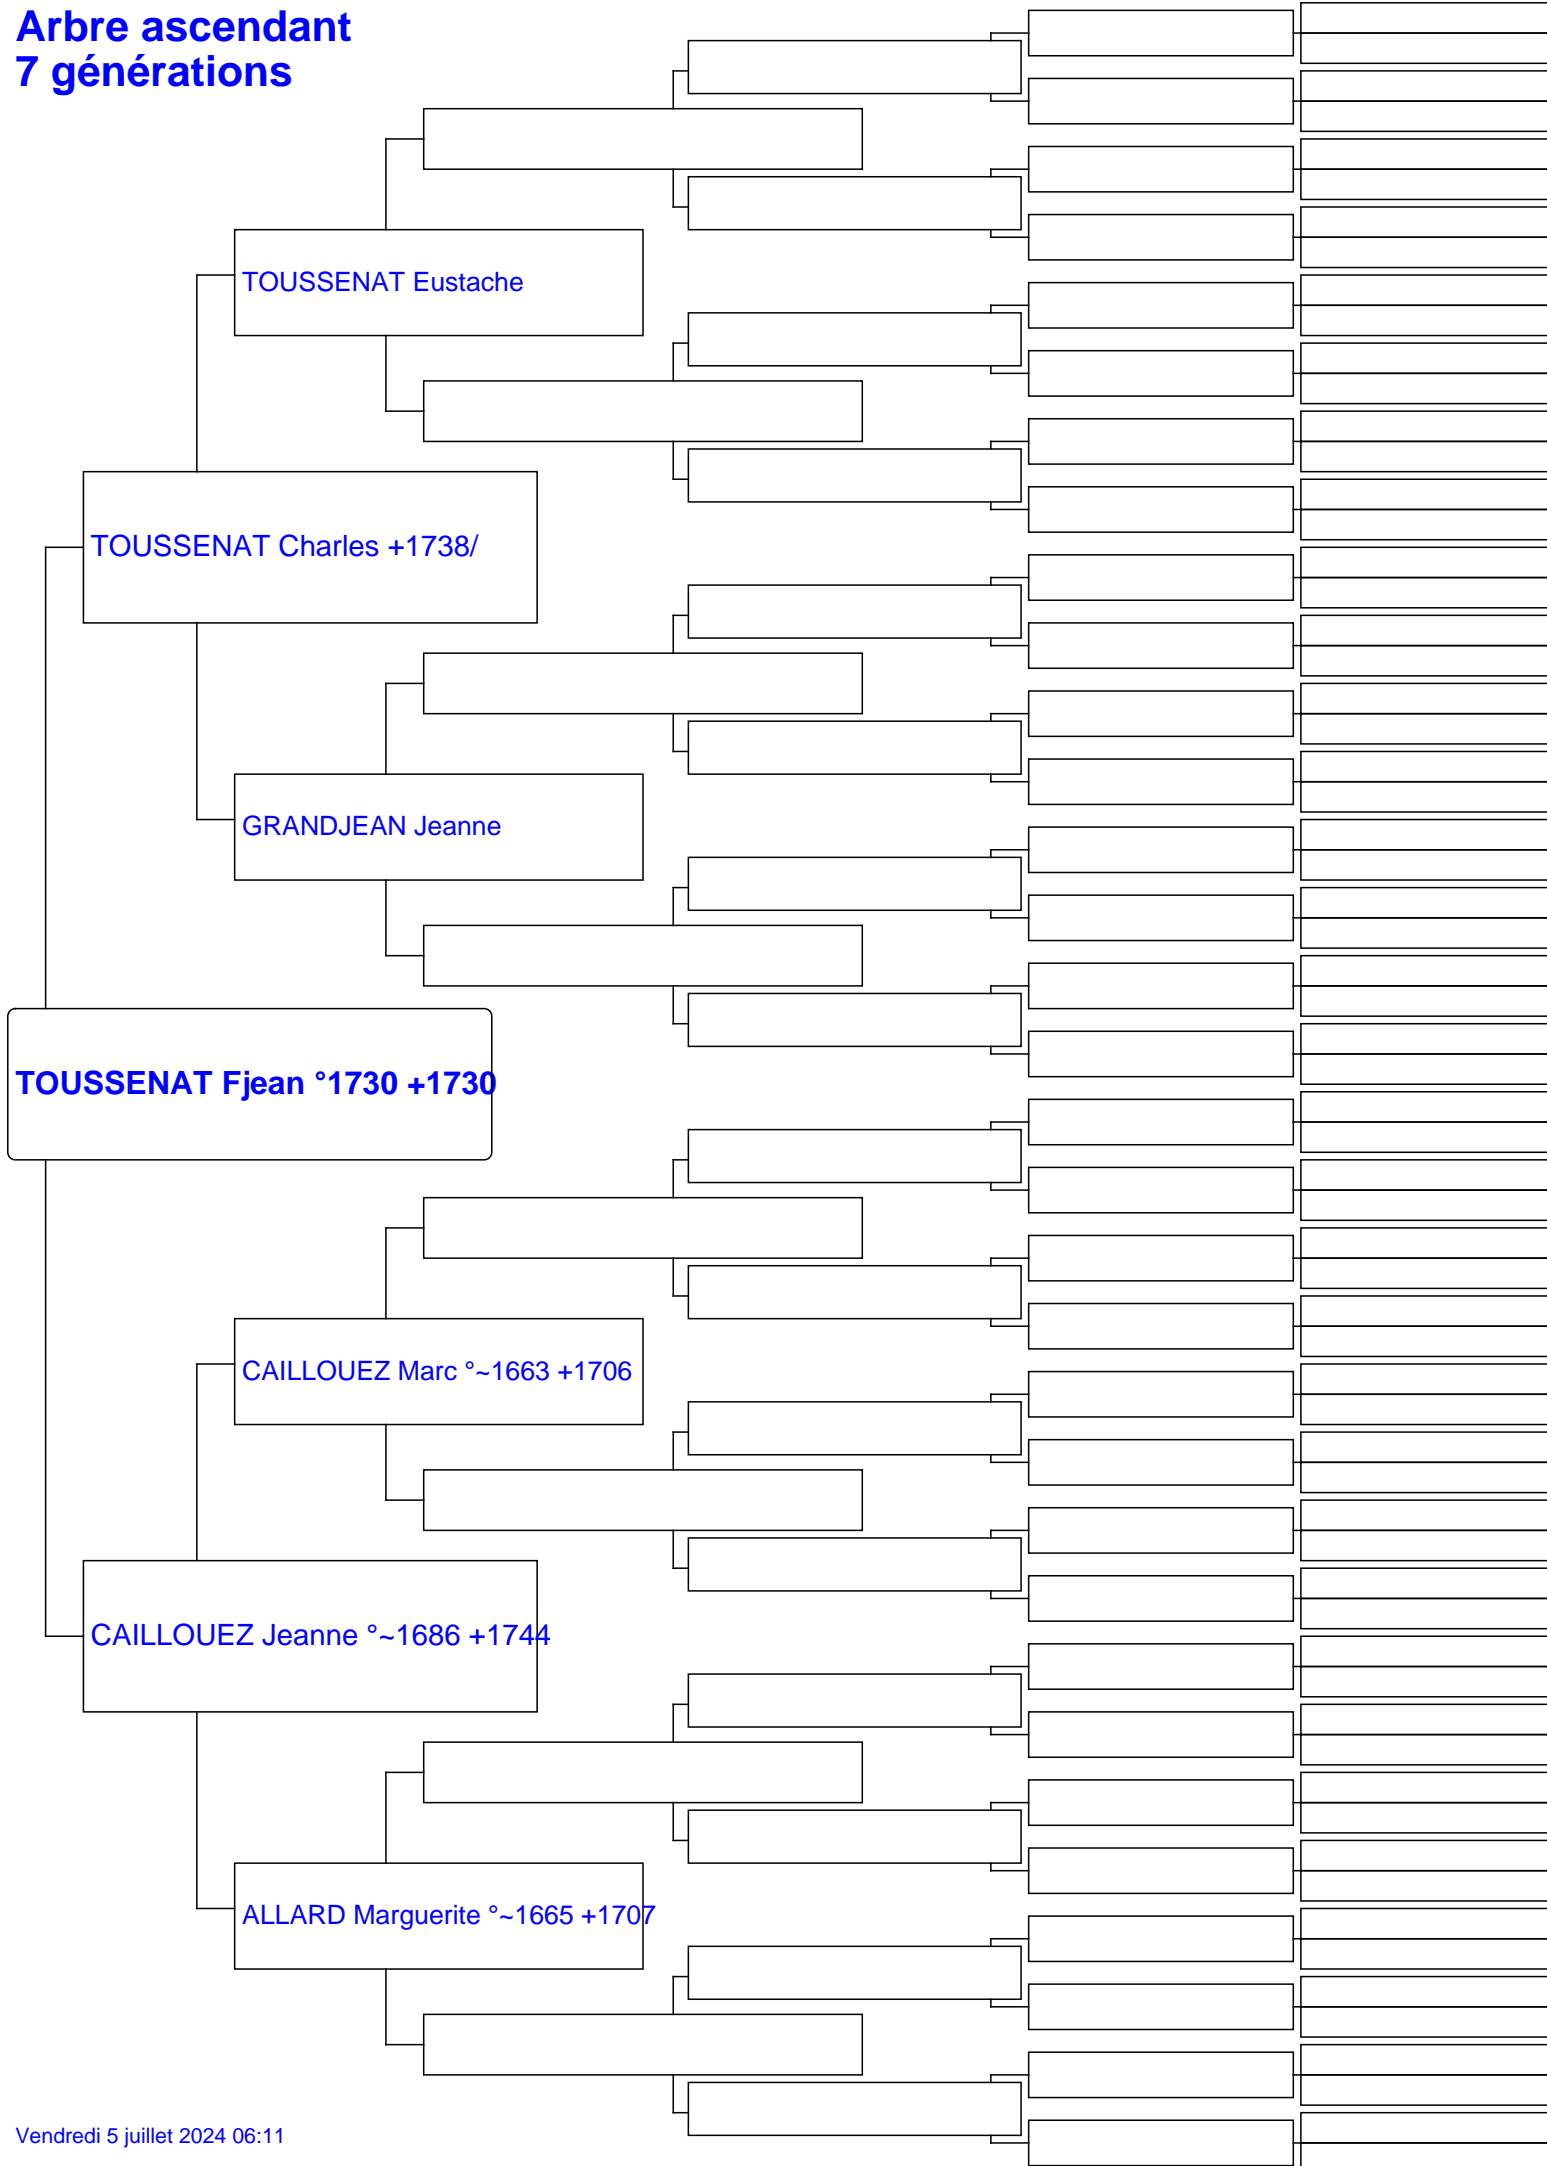 Arbre ascendant
7 générations
TOUSSENAT Eustache
TOUSSENAT Charles +1738/
GRANDJEAN Jeanne
TOUSSENAT Fjean °1730 +1730
CAILLOUEZ Marc °~1663 +1706
CAILLOUEZ Jeanne °~1686 +1744
ALLARD Marguerite °~1665 +1707
Vendredi 5 juillet 2024 06:11